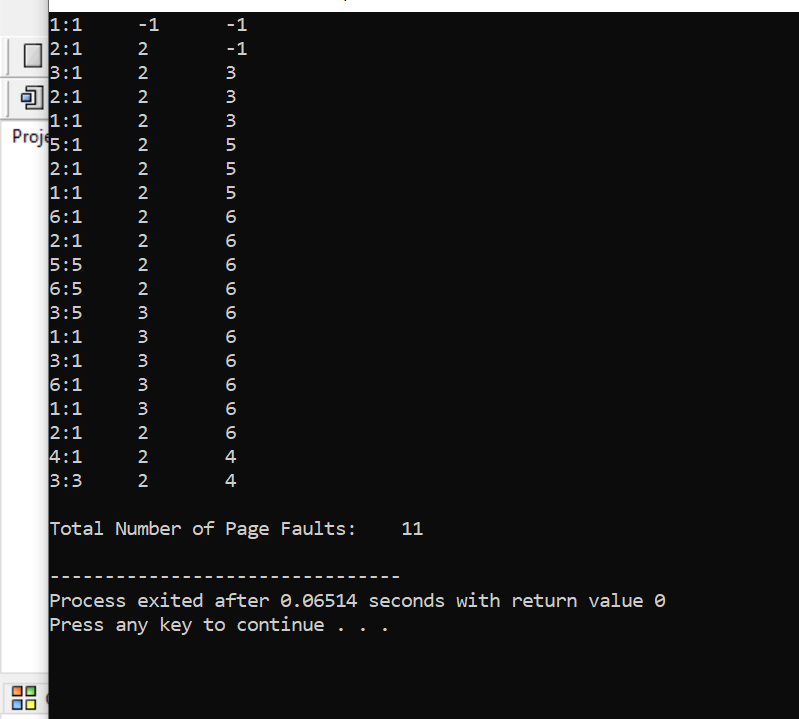 1:1 -1 -1
2:1 2 -1
3:1 2 3
2:1 2 3
1:1 2 3
5:1 2 5
2:1 2 5
1:1 2 5
6:1 2 6
2:1 2 6
5:5 2 6
6:5 2 6
3:5 3 6
1:1 3 6
3:1 3 6
6:1 3 6
1:1 3 6
2:1 2 6
4:1 2 4
3:3 2 4
Total Number of Page Faults: 11
--------------------------------
Process exited after 0.06514 seconds with return value 0
Press any key to continue . . .
Proje